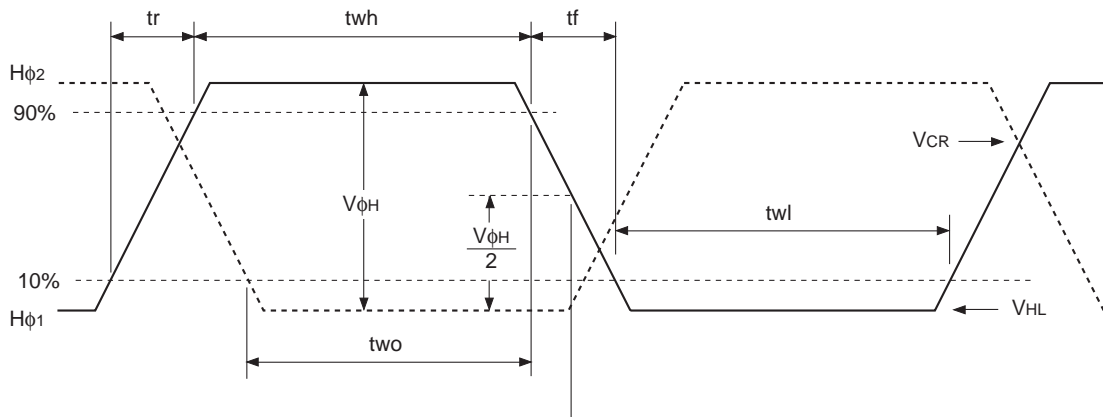 tr twh tf
Hφ2
90%
VCR
VφH
VφH
2
twl
10%
Hφ1
VHL
two